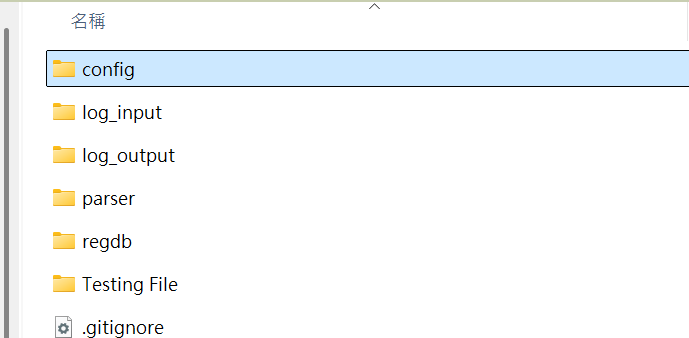 名稱
config
log_input
log_output
parser
regdb
Testing File
.gitignore